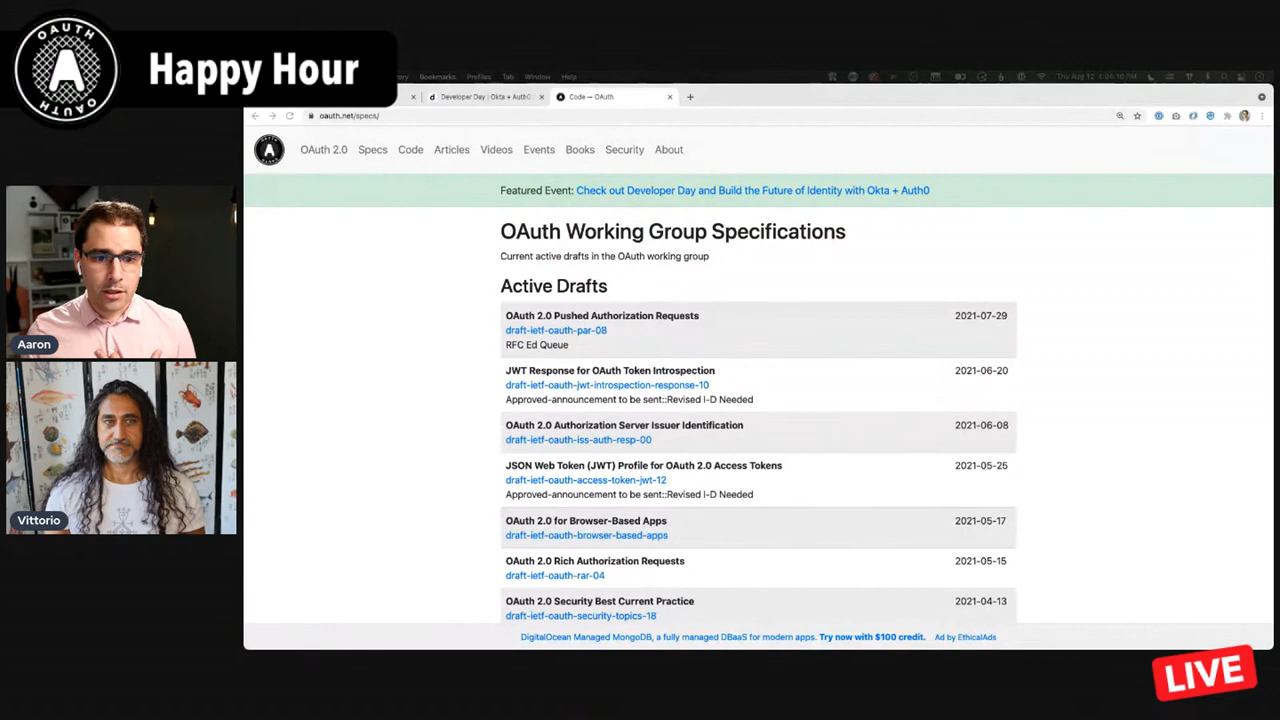 OAUTH
A
OAUTH
Happy Hour
Bookmarks Profiles Tab Window Help
Thu Aug 12
Developer Day | Okta + Auth0
Code — OAuth
oauth.net/specs/
A
OAuth 2.0 Specs Code Articles Videos Events Books Security About
Featured Event: Check out Developer Day and Build the Future of Identity with Okta + Auth0
OAuth Working Group Specifications
Current active drafts in the OAuth working group
Active Drafts
OAuth 2.0 Pushed Authorization Requests 2021-07-29
draft-ietf-oauth-par-08
RFC Ed Queue
JWT Response for OAuth Token Introspection 2021-06-20
draft-ietf-oauth-jwt-introspection-response-10
Approved-announcement to be sent::Revised I-D Needed
OAuth 2.0 Authorization Server Issuer Identification 2021-06-08
draft-ietf-oauth-iss-auth-resp-00
JSON Web Token (JWT) Profile for OAuth 2.0 Access Tokens 2021-05-25
draft-ietf-oauth-access-token-jwt-12
Approved-announcement to be sent::Revised I-D Needed
OAuth 2.0 for Browser-Based Apps 2021-05-17
draft-ietf-oauth-browser-based-apps
OAuth 2.0 Rich Authorization Requests 2021-05-15
draft-ietf-oauth-rar-04
OAuth 2.0 Security Best Current Practice 2021-04-13
draft-ietf-oauth-security-topics-18
DigitalOcean Managed MongoDB, a fully managed DBaaS for modern apps. Try now with $100 credit. Ad by EthicalAds
Aaron
Vittorio
LIVE